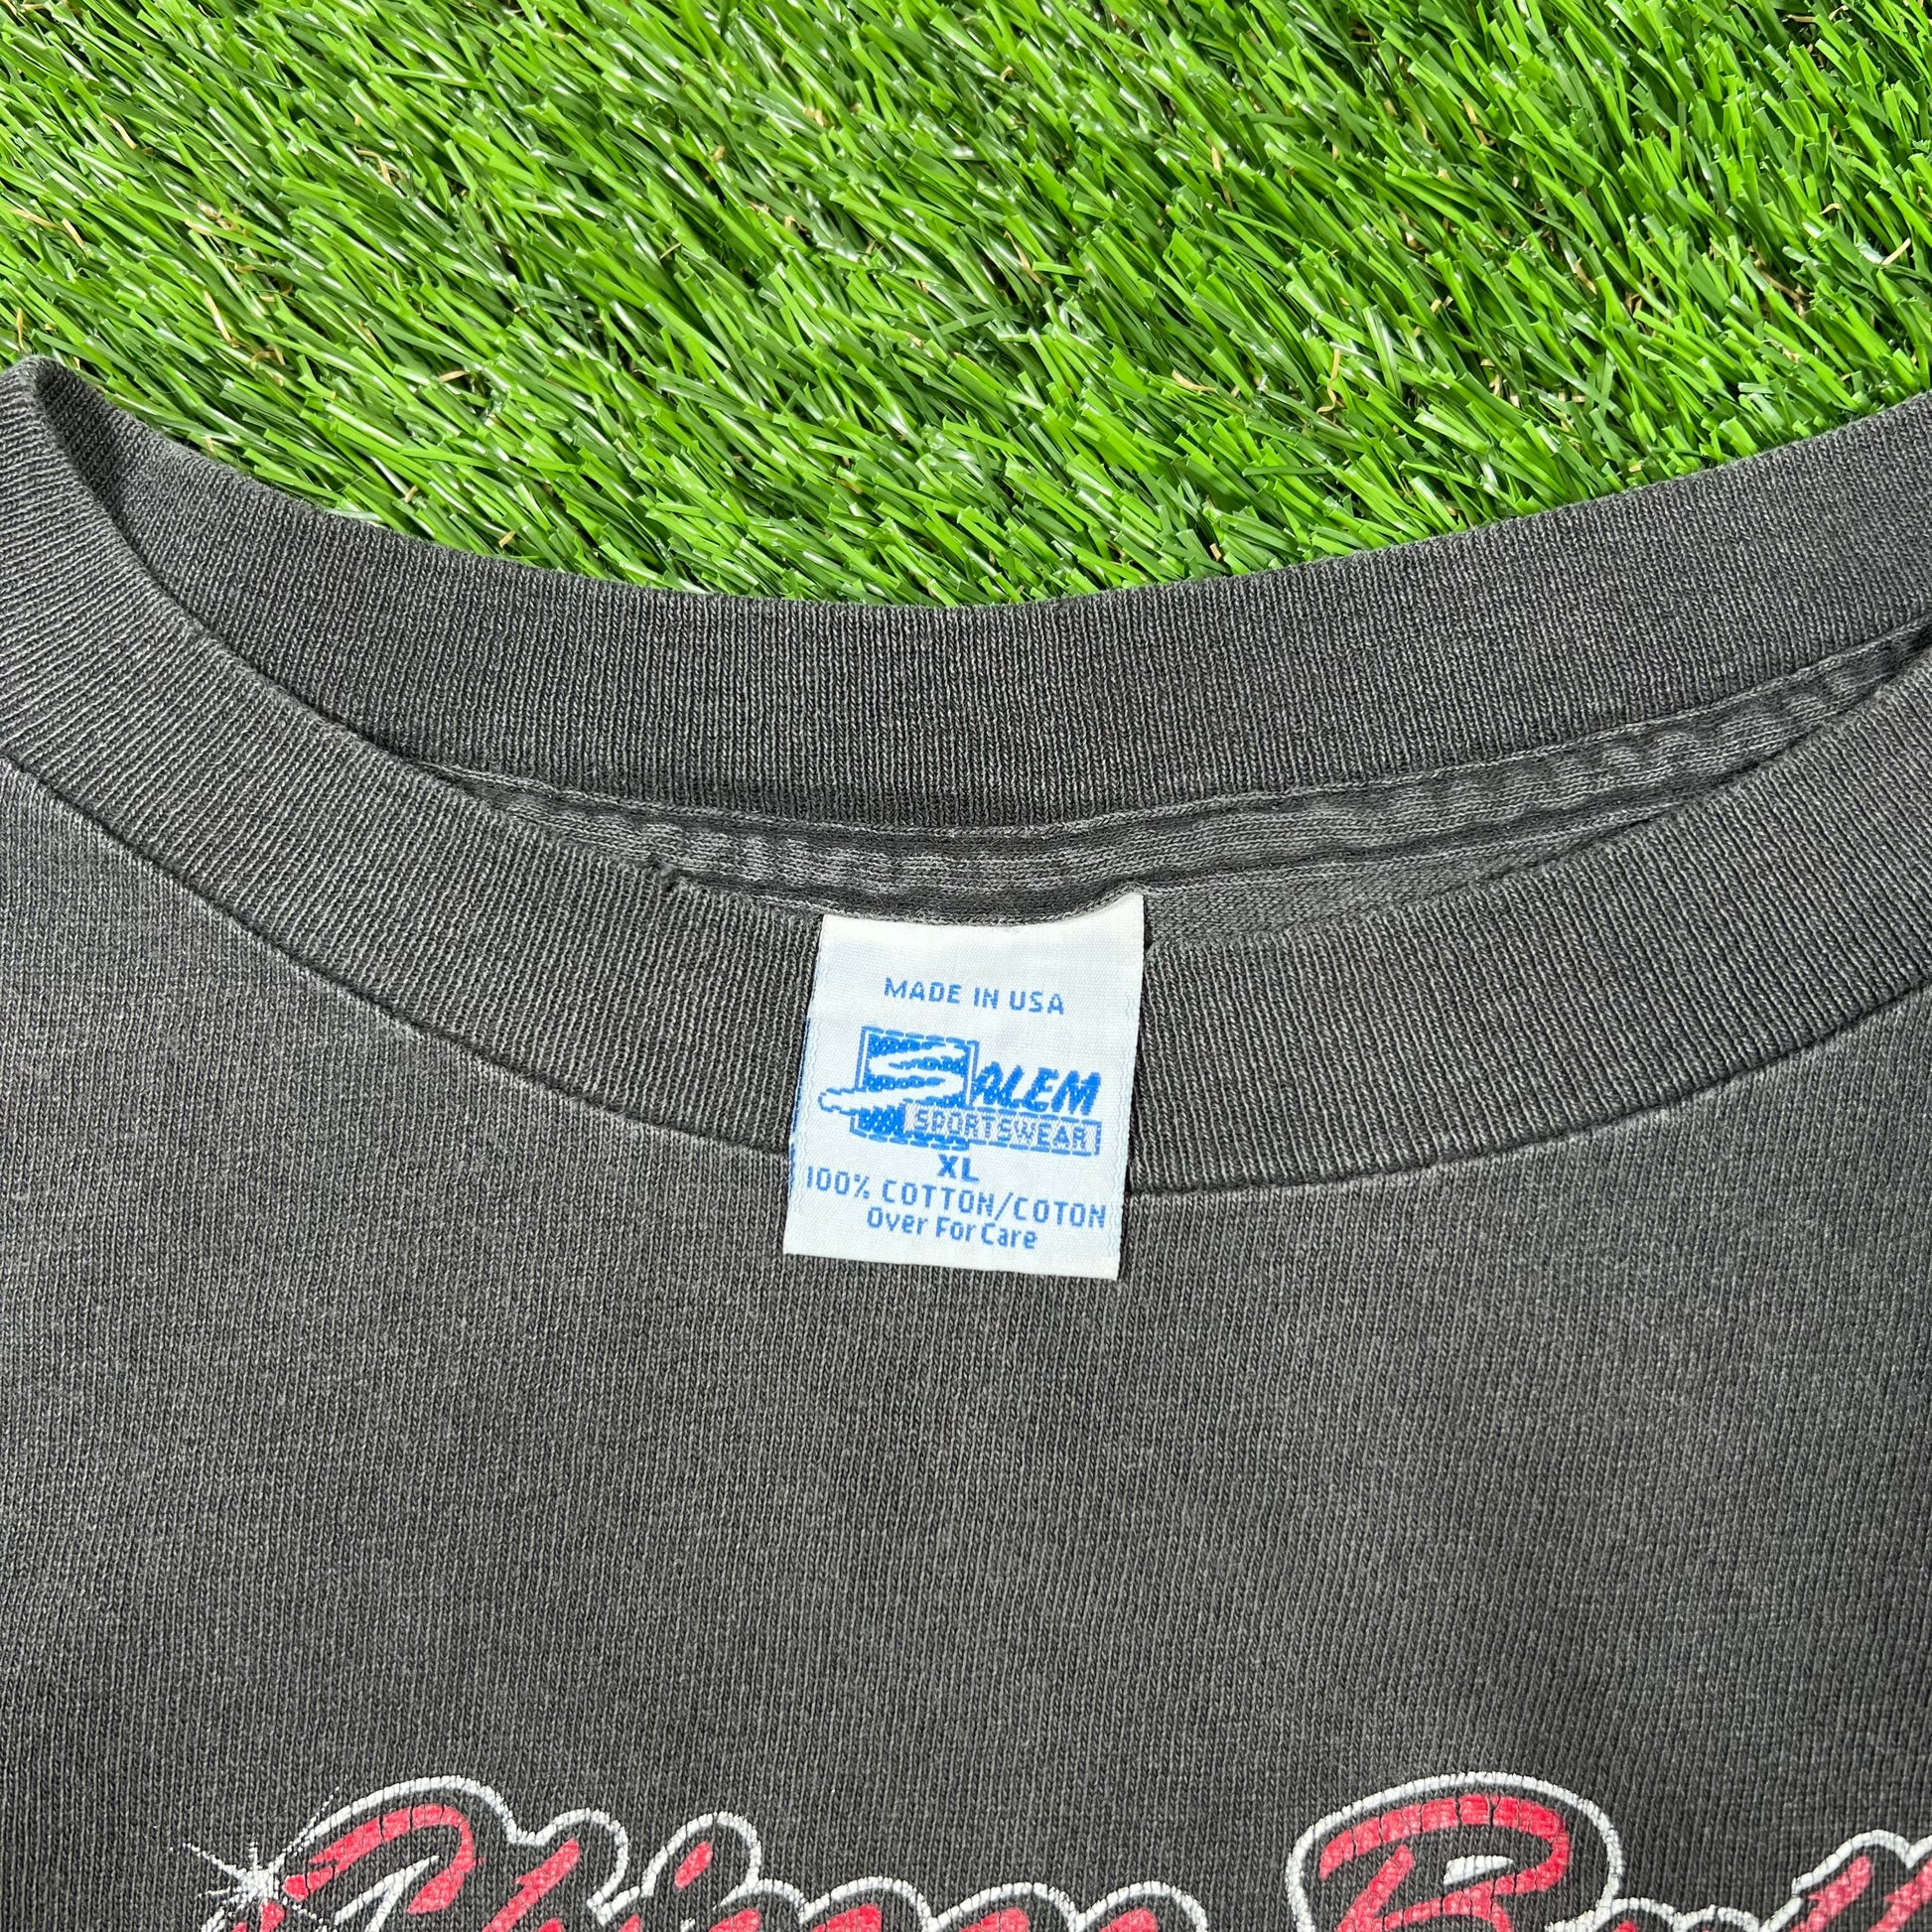 MADE IN USA
SALEM
SPORTSWEAR
XL
100% COTTON/COTON
Over For Care